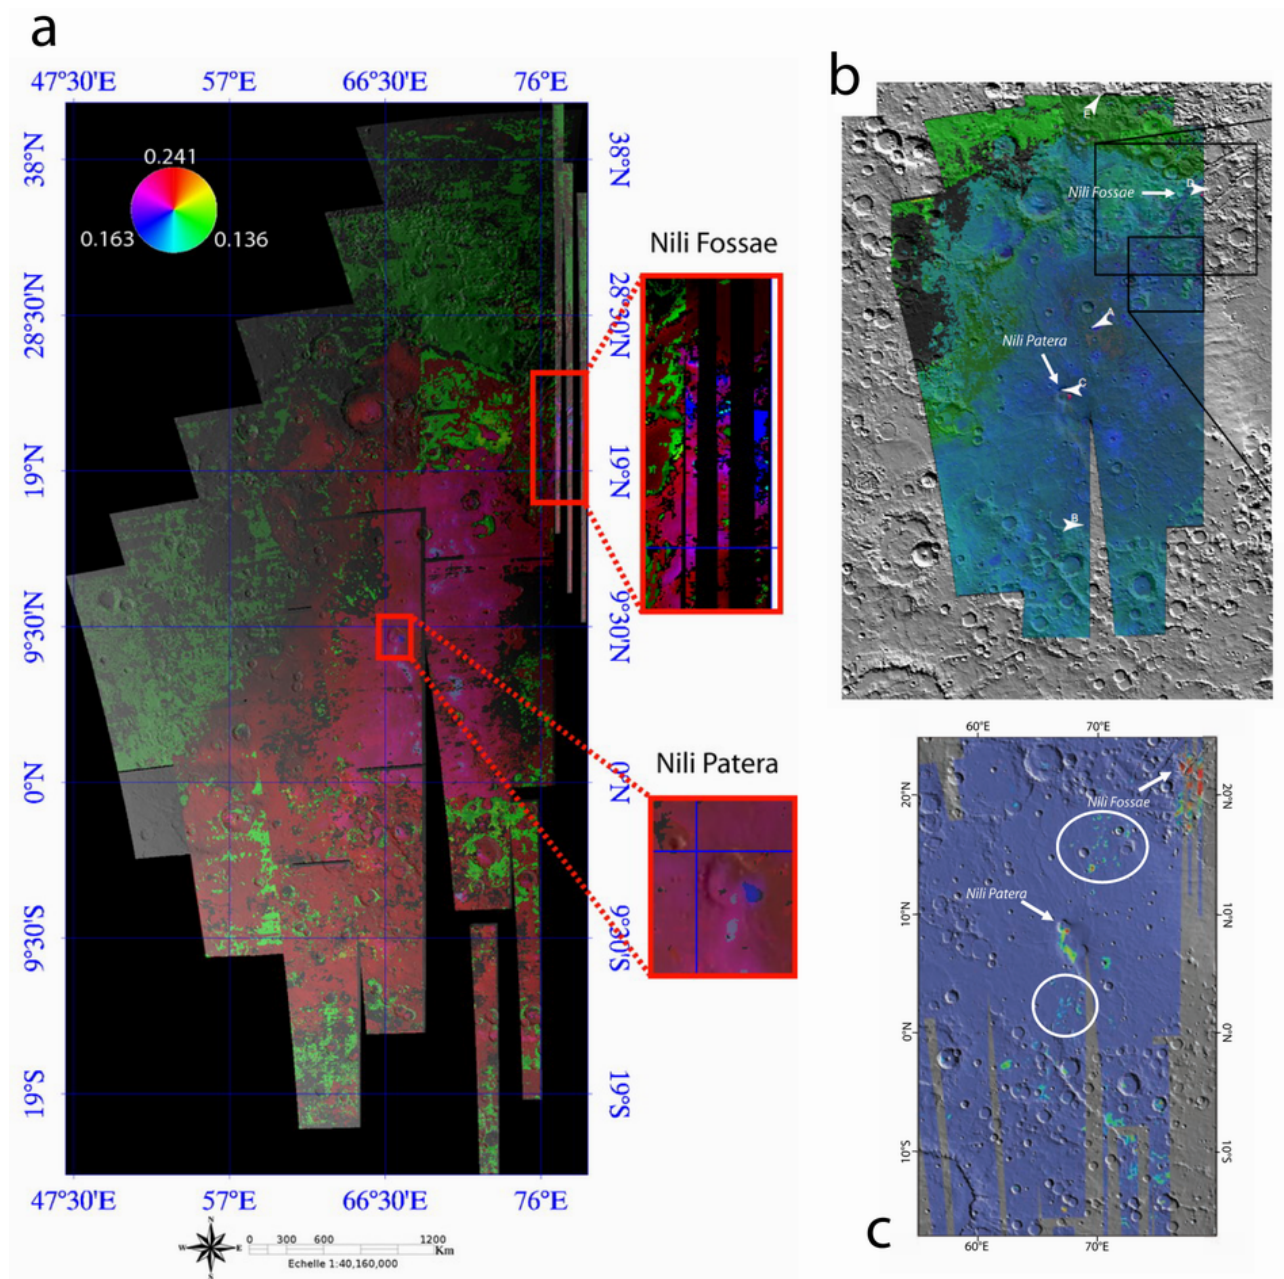 a
47°30'E 57°E 66°30'E 76°E
0.241
0.163 0.136
38°N
28°30'N
19°N
9°30'N
0°N
9°30'S
19°S
38°N
28°30'N
19°N
9°30'N
0°N
9°30'S
19°S
47°30'E 57°E 66°30'E 76°E
N
W E
S
0 300 600 1200
Km
Echelle 1:40,160,000
Nili Fossae
Nili Patera
b
E
Nili Fossae
D
A
Nili Patera
C
B
60°E 70°E
20°N
10°N
0°N
10°S
Nili Fossae
Nili Patera
20°N
10°N
0°N
10°S
60°E 70°E
c